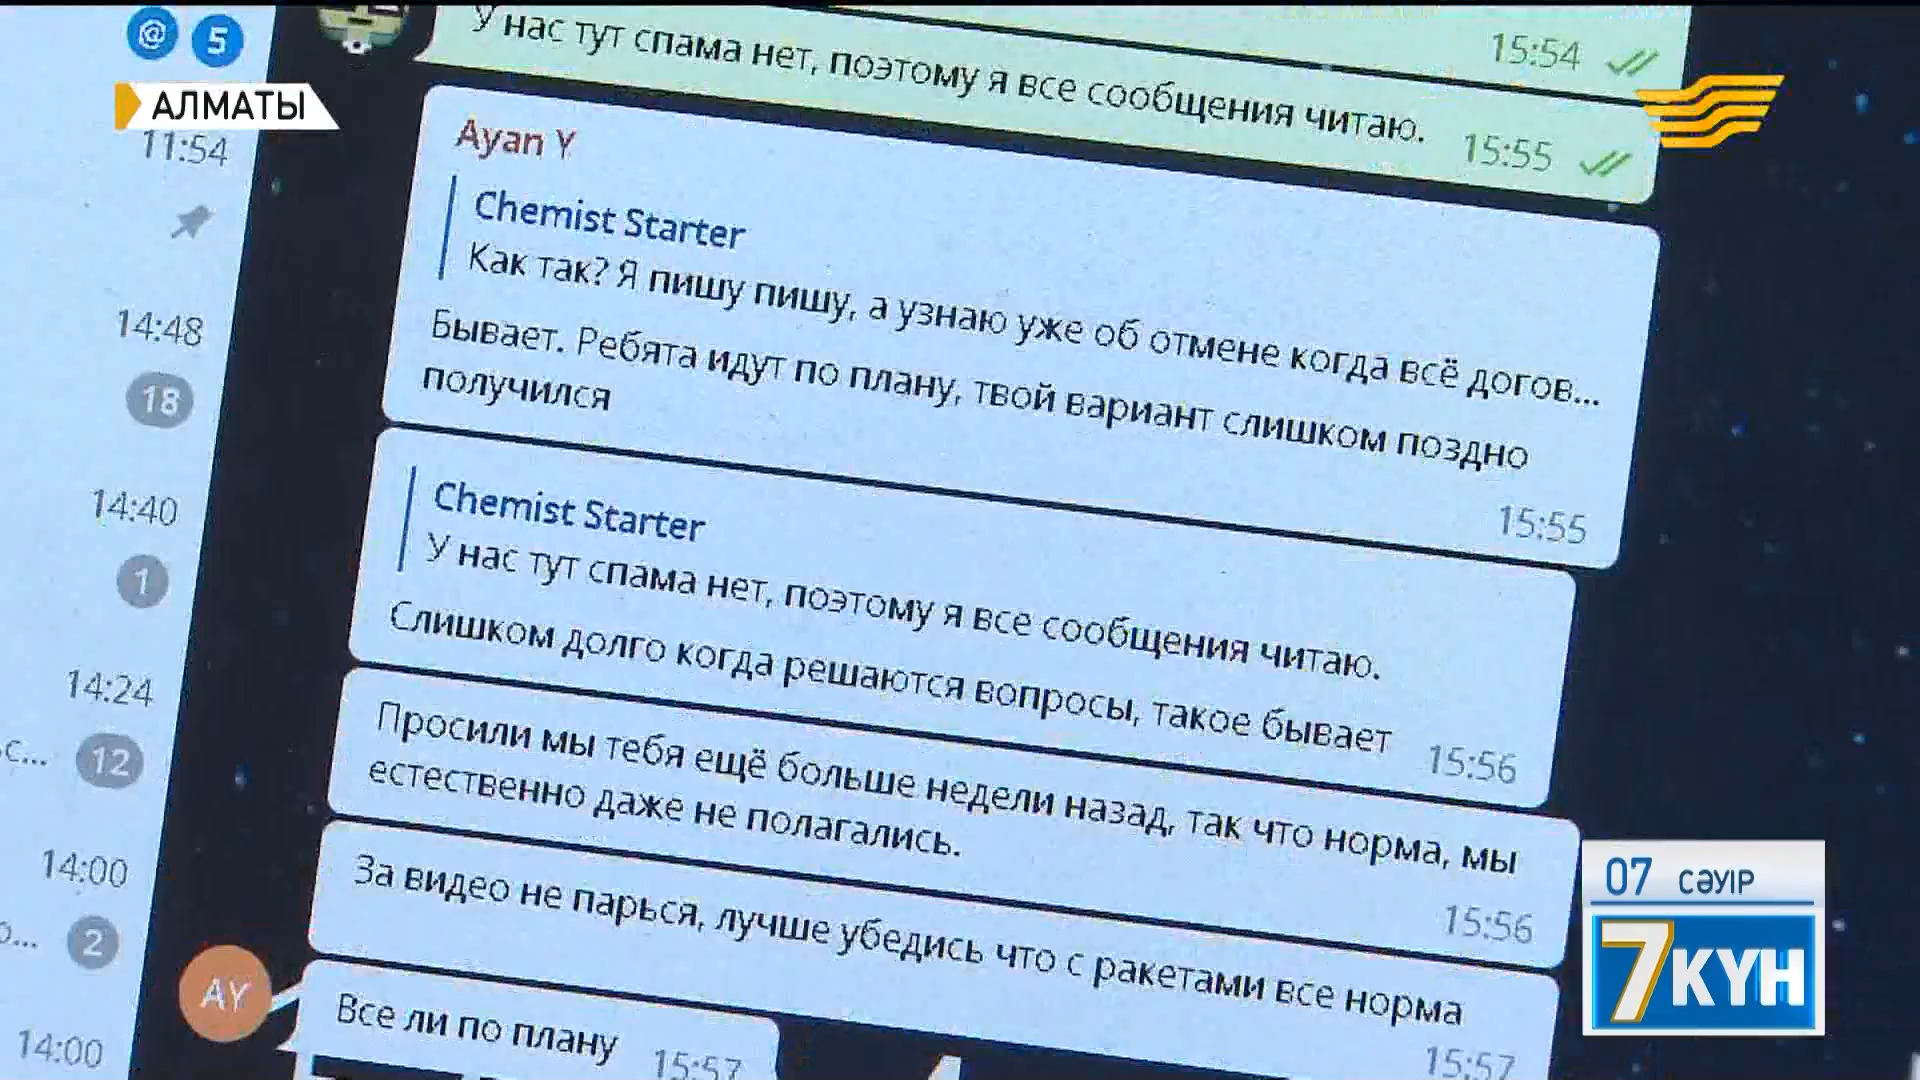 @ 5
15:54
У нас тут спама нет, поэтому я все сообщения читаю. 15:55
АЛМАТЫ
11:54
Ayan Y
Chemist Starter
Как так? Я пишу пишу, а узнаю уже об отмене когда всё догов...
Бывает. Ребята идут по плану, твой вариант слишком поздно
получился
15:55
14:48
18
Chemist Starter
У нас тут спама нет, поэтому я все сообщения читаю.
Слишком долго когда решаются вопросы, такое бывает 15:56
14:40
1
Просили мы тебя ещё больше недели назад, так что норма, мы
естественно даже не полагались.
15:56
14:24
с... 12
За видео не парься, лучше убедись что с ракетами все норма
15:57
14:00
2
AY
Все ли по плану 15:57
14:00
07 СӘУІР
7КҮН